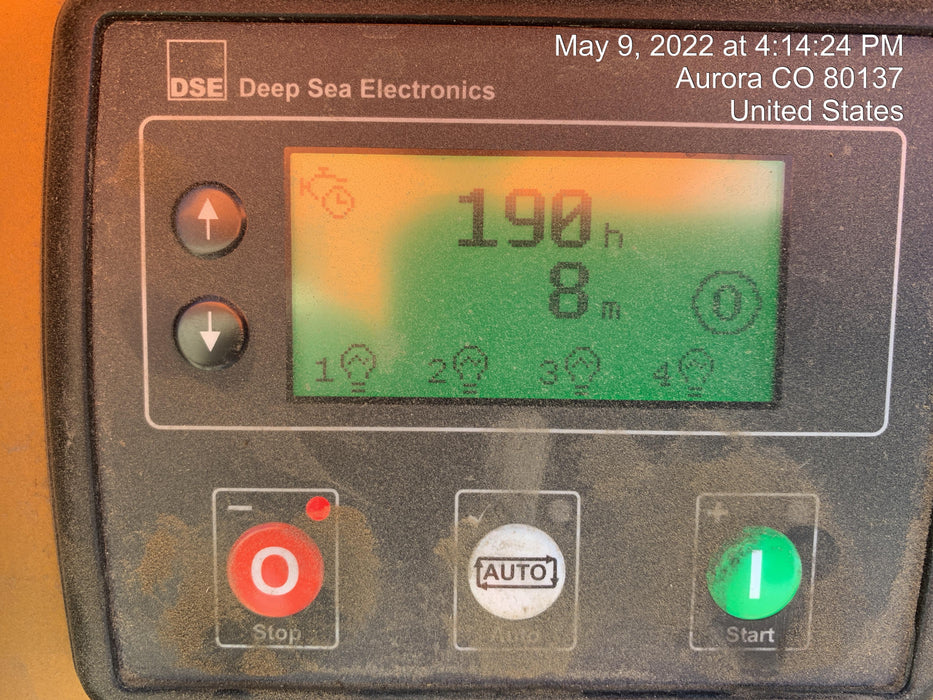 May 9, 2022 at 4:14:24 PM
Aurora CO 80137
United States
DSE Deep Sea Electronics
190 h
8 m
0
1 2 3 4
O
AUTO
I
Stop
Auto
Start